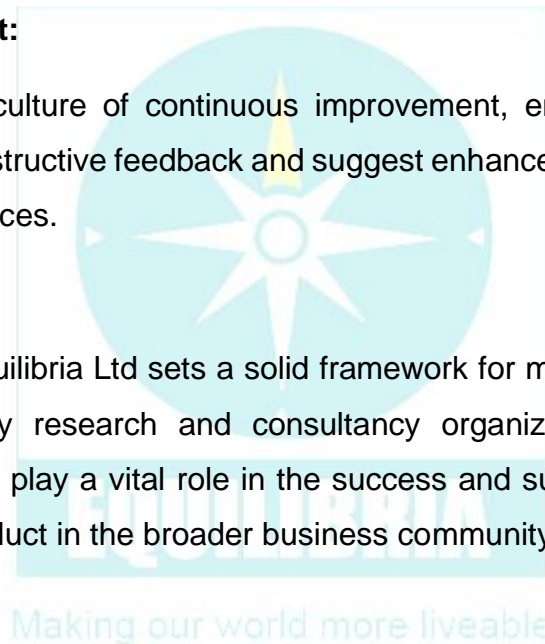 t:
culture of continuous improvement, en
structive feedback and suggest enhance
ces.
uilibria Ltd sets a solid framework for m
y research and consultancy organiz
play a vital role in the success and su
duct in the broader business community
EQUILIBRIA
Making our world more liveable